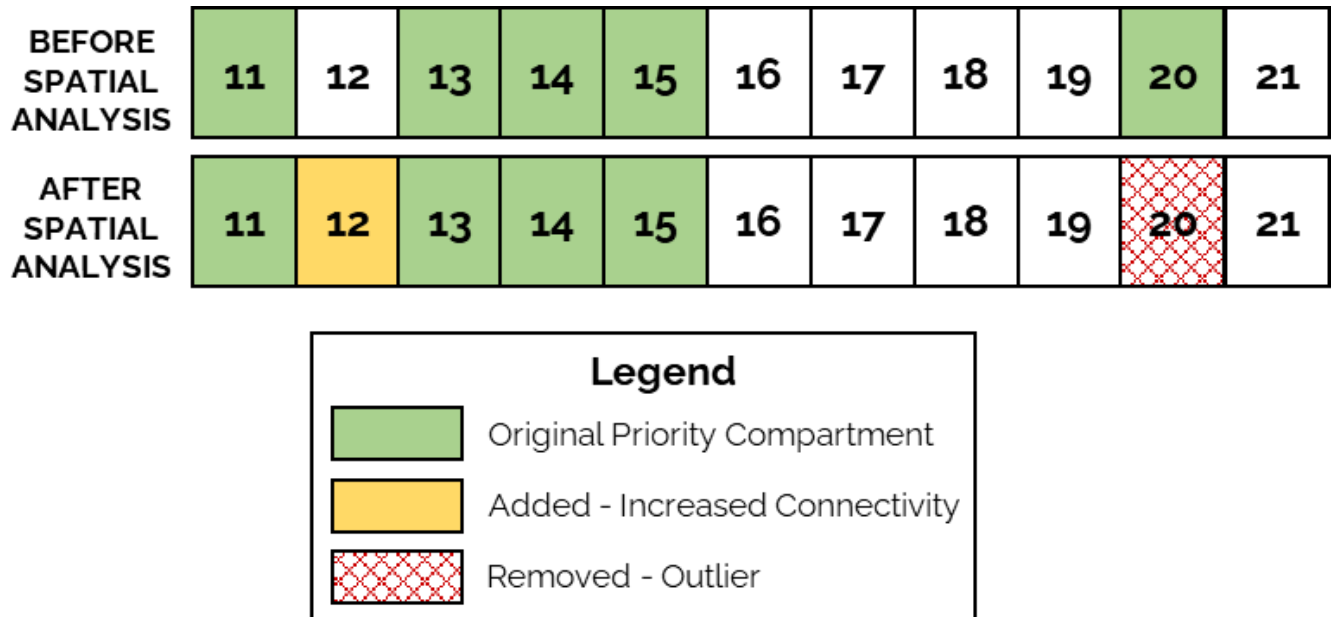 BEFORE
SPATIAL
ANALYSIS
11 12 13 14 15 16 17 18 19 20 21
AFTER
SPATIAL
ANALYSIS
11 12 13 14 15 16 17 18 19 20 21
Legend
Original Priority Compartment
Added - Increased Connectivity
Removed - Outlier